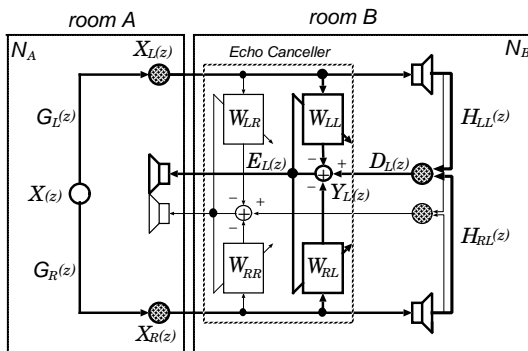 room A
room B
N_A
X_L(z)
Echo Canceller
N_B
G_L(z)
W_LR
W_LL
H_LL(z)
E_L(z)
D_L(z)
− +
−
X(z)
Y_L(z)
− +
−
G_R(z)
W_RR
W_RL
H_RL(z)
X_R(z)